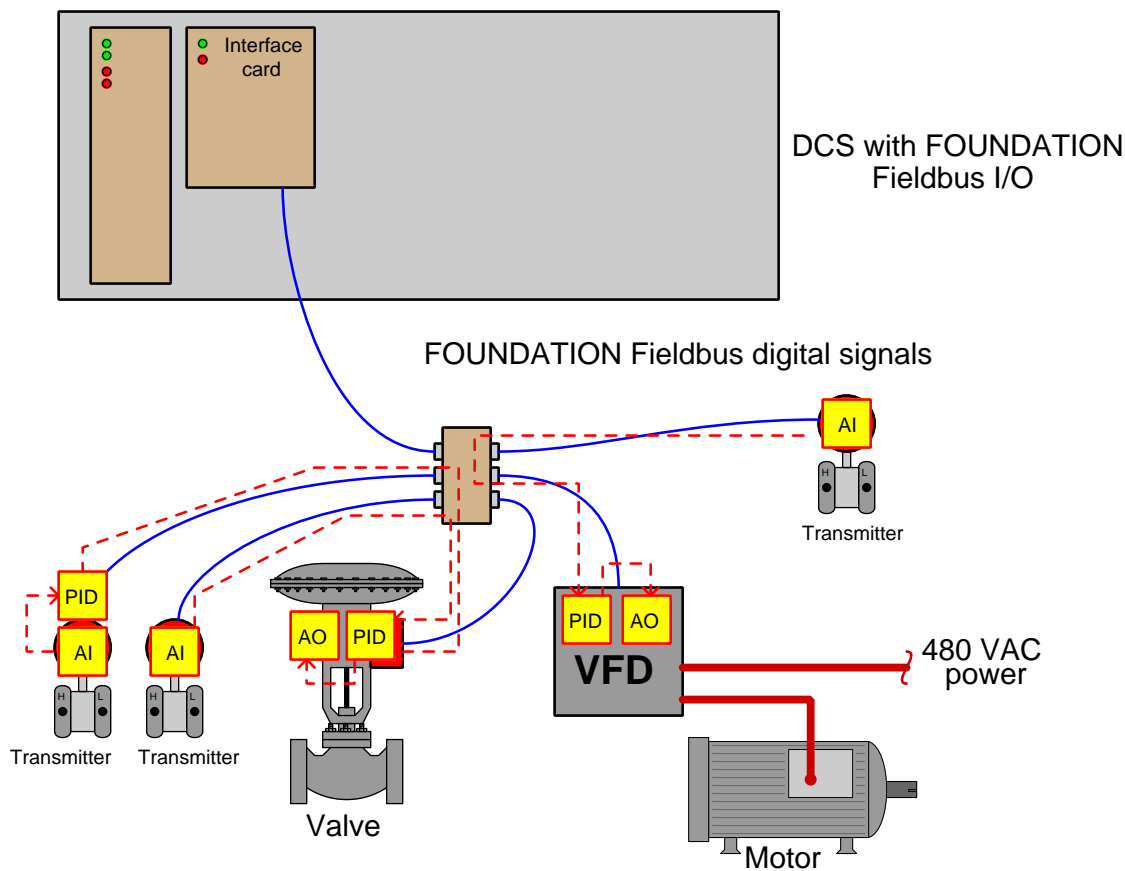 Interface
card
DCS with FOUNDATION
Fieldbus I/O
FOUNDATION Fieldbus digital signals
AI
H
L
Transmitter
PID
AI
H
L
Transmitter
AI
H
L
Transmitter
AO
PID
Valve
PID
AO
VFD
480 VAC
power
Motor